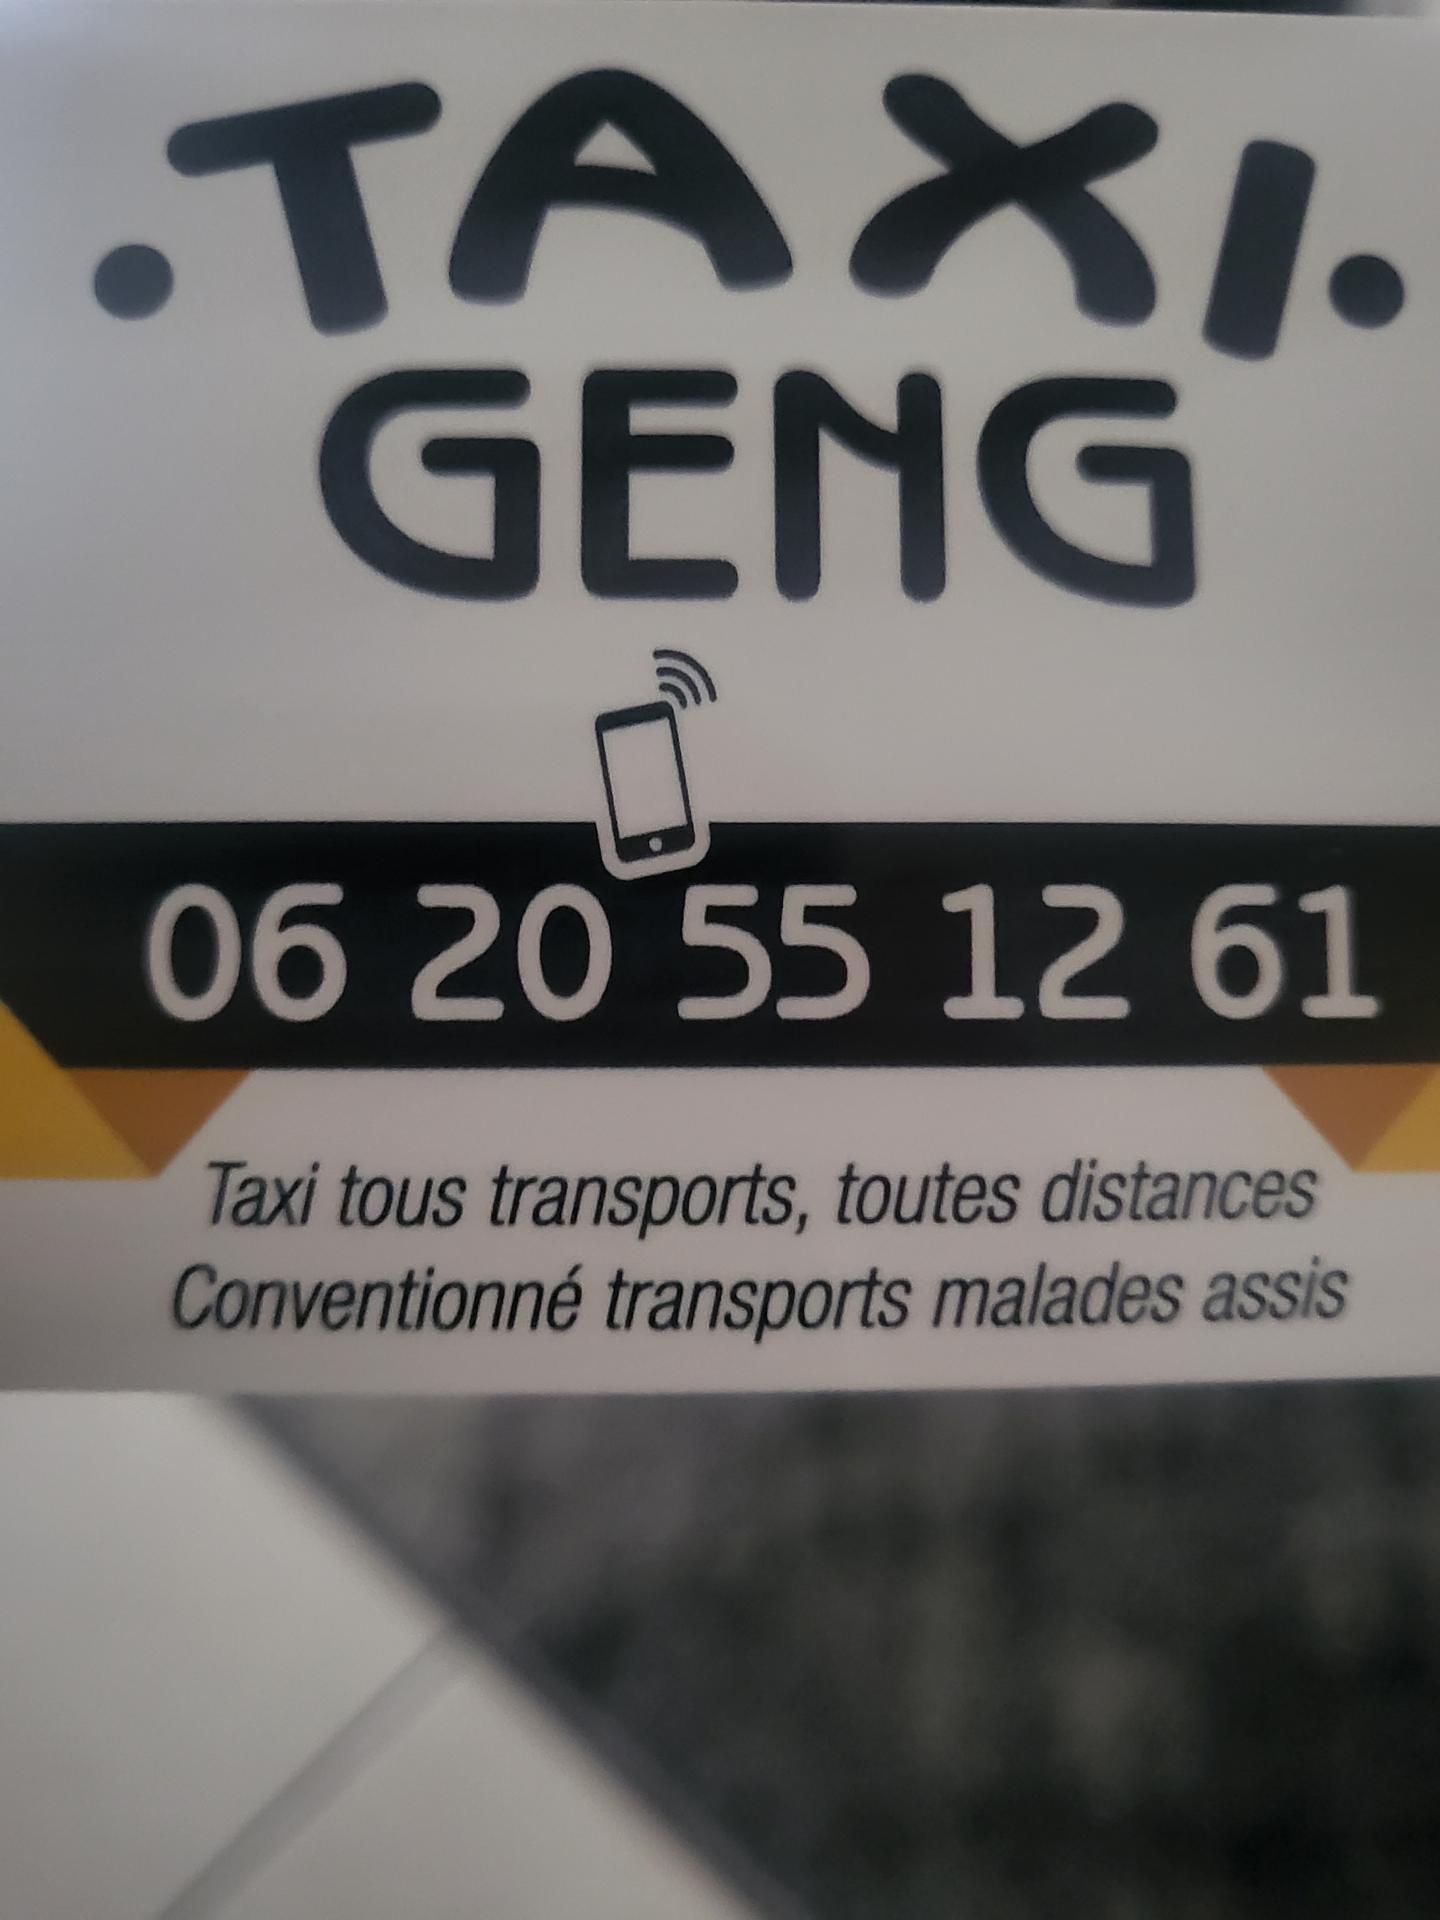 TAXI
GENG
06 20 55 12 61
Taxi tous transports, toutes distances
Conventionné transports malades assis